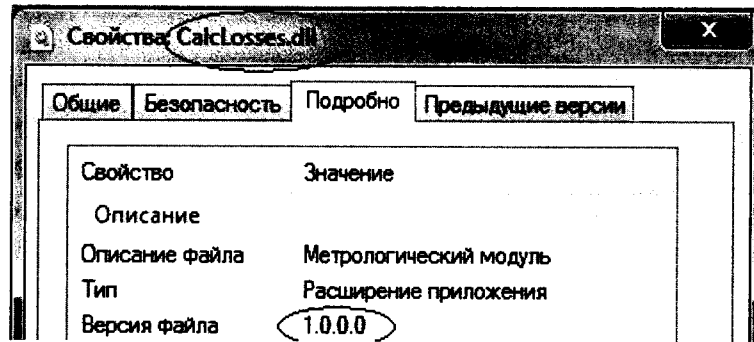 Свойства: CalcLosses.dll
Общие Безопасность Подробно Предыдущие версии
Свойство Значение
Описание
Описание файла Метрологический модуль
Тип Расширение приложения
Версия файла 1.0.0.0